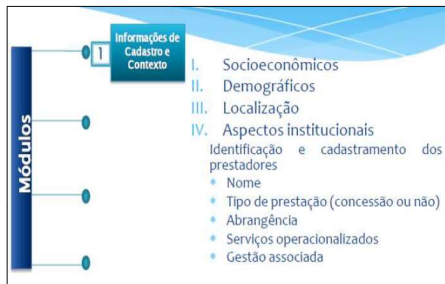 Módulos
1
Informações de
Cadastro e
Contexto
I. Socioeconômicos
II. Demográficos
III. Localização
IV. Aspectos institucionais
Identificação e cadastramento dos
prestadores
* Nome
* Tipo de prestação (concessão ou não)
* Abrangência
* Serviços operacionalizados
* Gestão associada